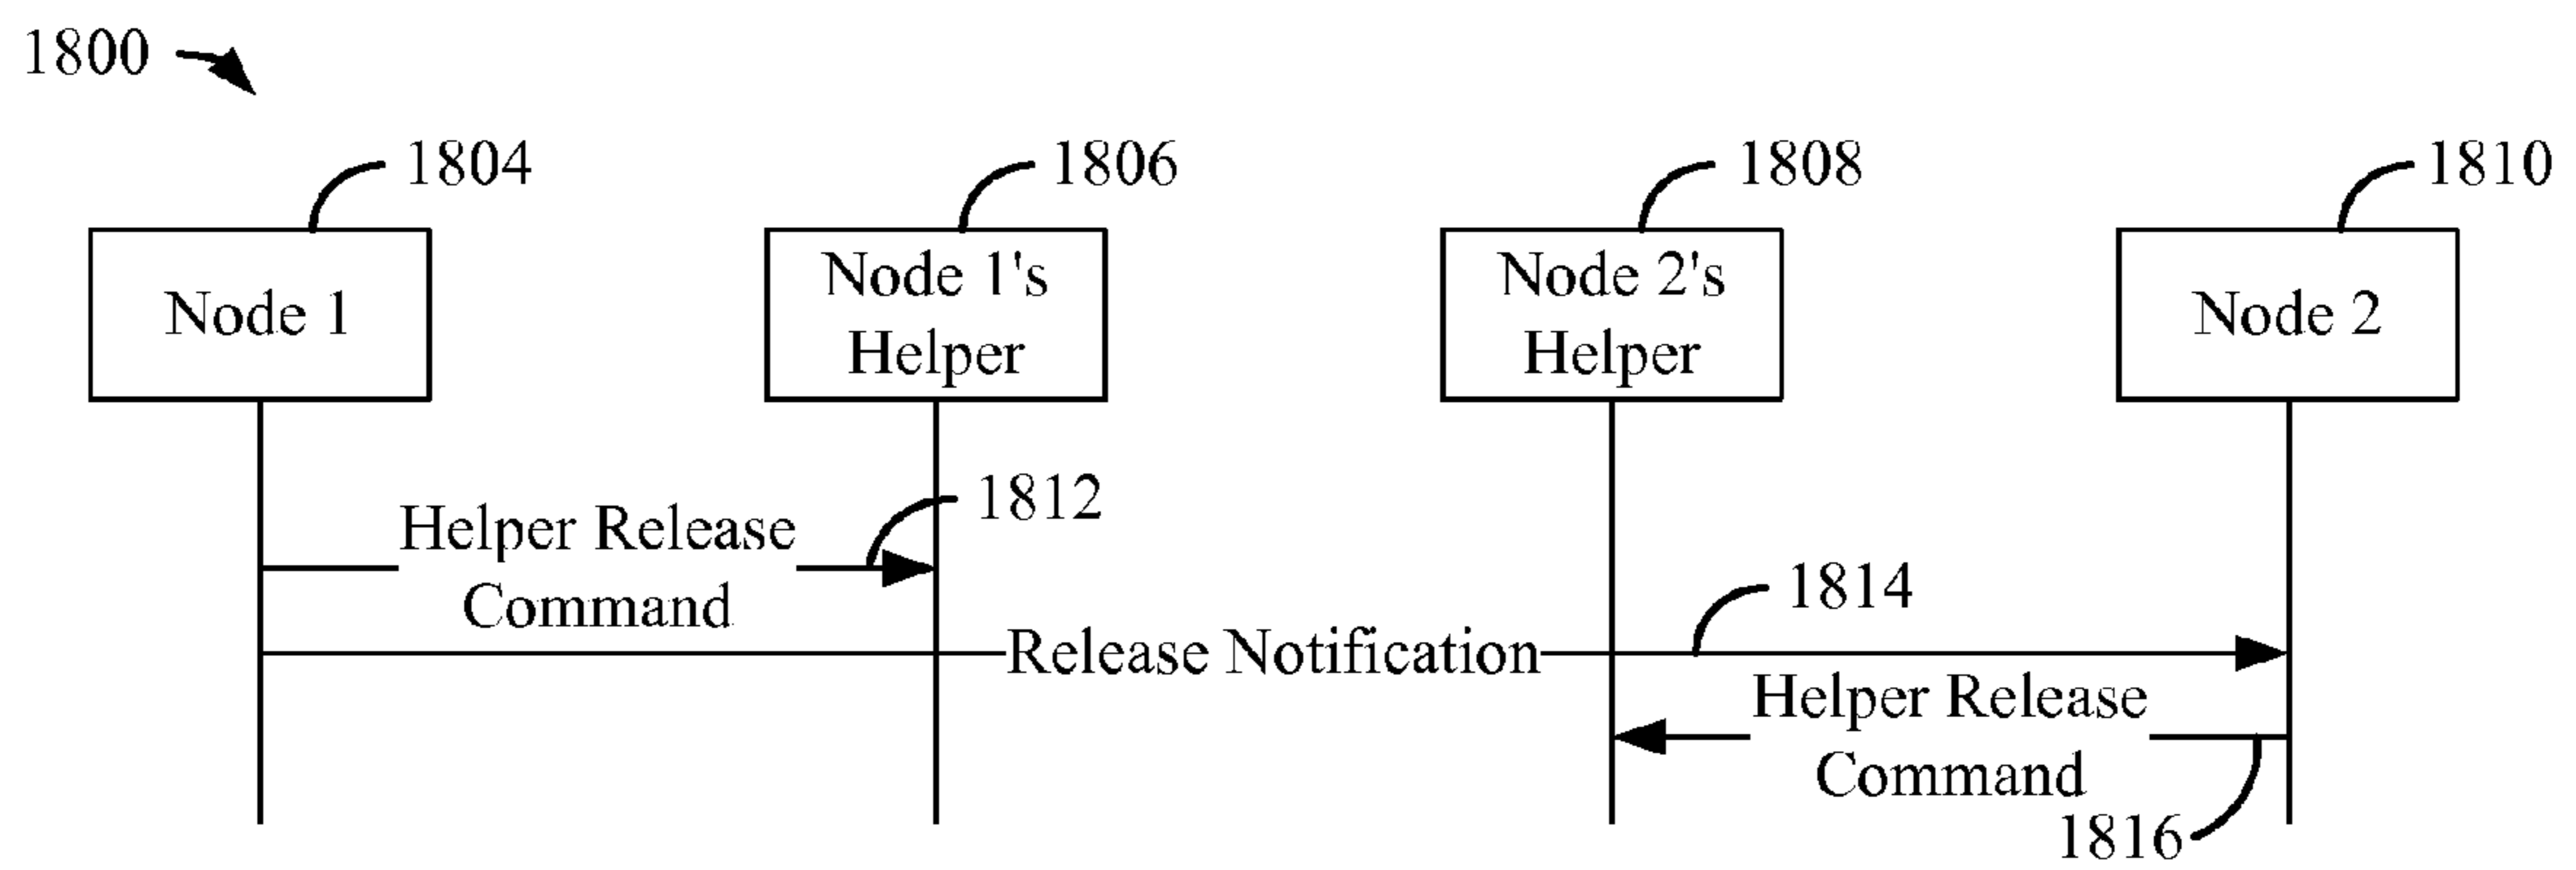 1800
1804
1806
1808
1810
Node 1
Node 1's
Helper
Node 2's
Helper
Node 2
1812
Helper Release
Command
1814
Release Notification
Helper Release
Command
1816